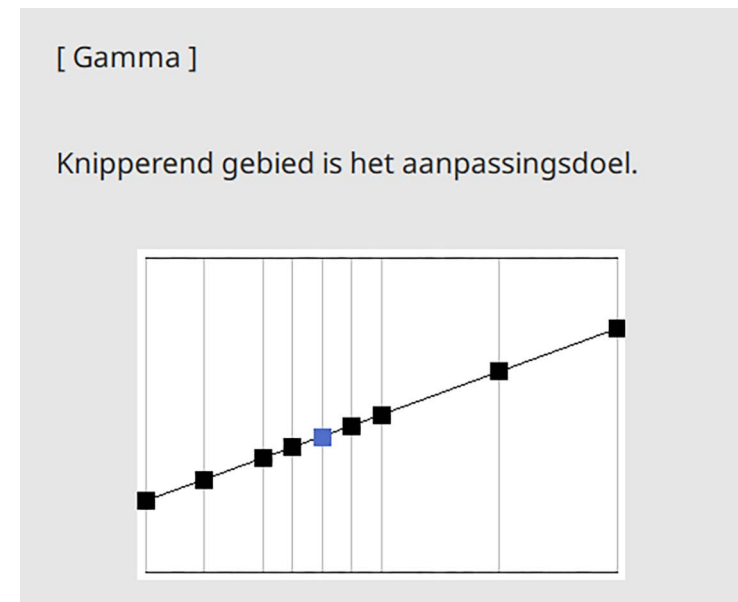 [ Gamma ]
Knipperend gebied is het aanpassingsdoel.